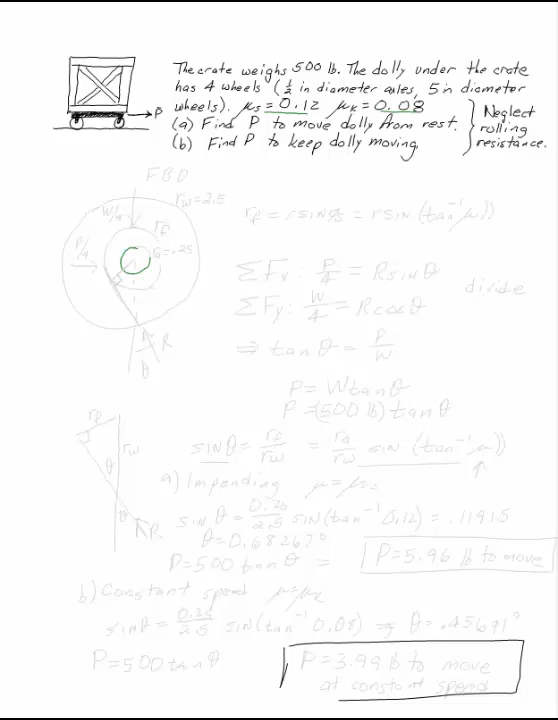 The crate weighs 500 lb. The dolly under the crate
has 4 wheels (½ in diameter axles, 5 in diameter
wheels). μs = 0.12 μk = 0.08
(a) Find P to move dolly from rest.
(b) Find P to keep dolly moving.
Neglect
rolling
resistance.
P
FBD
W/4
rw = 2.5
rf
P/4
= .25
R
θ
rf = r sin φs = r sin (tan⁻¹ μ))
ΣFx: P/4 = R sin θ
ΣFy: W/4 = R cos θ
divide
⇒ tan θ = P/W
P = W tan θ
P = (500 lb) tan θ
rf
rw
θ
θ
R
sin θ = rf/rw = ra/rw sin (tan⁻¹ μ))
a) Impending μ = μs
sin θ = 0.25/2.5 sin (tan⁻¹ 0.12) = .11915
θ = 0.68267°
P = 500 tan θ =
P = 5.96 lb to move
b) Constant speed μ = μk
sin θ = 0.25/2.5 sin (tan⁻¹ 0.08) ⇒ θ = .45691°
P = 500 tan θ
P = 3.99 lb to move
at constant speed